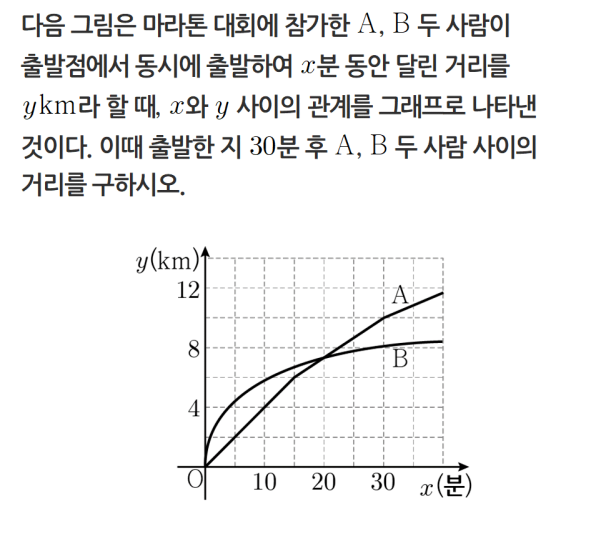 다음 그림은 마라톤 대회에 참가한 A, B 두 사람이
출발점에서 동시에 출발하여 x분 동안 달린 거리를
y km라 할 때, x와 y 사이의 관계를 그래프로 나타낸
것이다. 이때 출발한 지 30분 후 A, B 두 사람 사이의
거리를 구하시오.
y(km)
12
A
8
B
4
O
10
20
30
x(분)